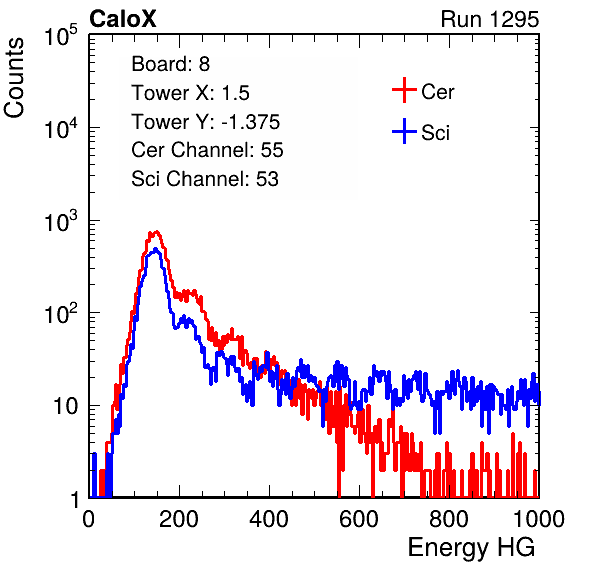 CaloX Run 1295
Counts
10^5
10^4
10^3
10^2
10
1
Board: 8
Tower X: 1.5
Tower Y: -1.375
Cer Channel: 55
Sci Channel: 53
Cer
Sci
0 200 400 600 800 1000
Energy HG